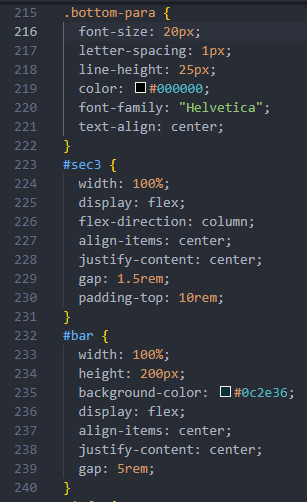 215 .bottom-para {
216 font-size: 20px;
217 letter-spacing: 1px;
218 line-height: 25px;
219 color: #000000;
220 font-family: "Helvetica";
221 text-align: center;
222 }
223 #sec3 {
224 width: 100%;
225 display: flex;
226 flex-direction: column;
227 align-items: center;
228 justify-content: center;
229 gap: 1.5rem;
230 padding-top: 10rem;
231 }
232 #bar {
233 width: 100%;
234 height: 200px;
235 background-color: #0c2e36;
236 display: flex;
237 align-items: center;
238 justify-content: center;
239 gap: 5rem;
240 }